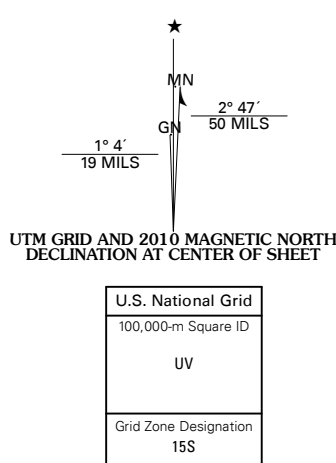 ★
MN
2° 47´
50 MILS
GN
1° 4´
19 MILS
UTM GRID AND 2010 MAGNETIC NORTH
DECLINATION AT CENTER OF SHEET
U.S. National Grid
100,000-m Square ID
UV
Grid Zone Designation
15S